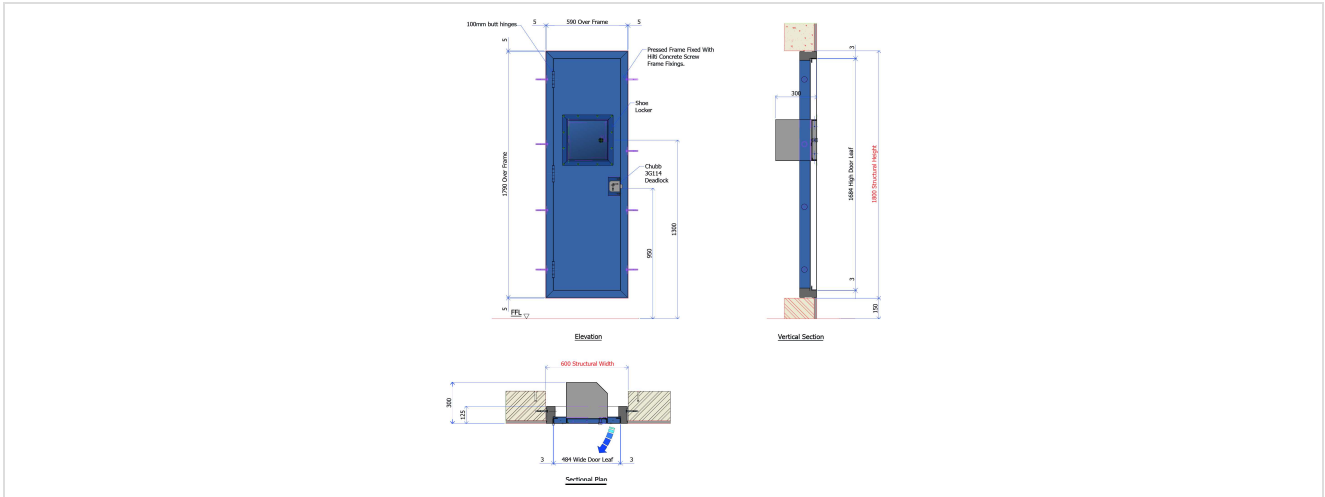 5
590 Over Frame
5
100mm butt hinges
5
Pressed Frame Fixed With
Hilti Concrete Screw
Frame Fixings.
Shoe
Locker
1790 Over Frame
Chubb
3G114
Deadlock
950
1300
5
FFL
Elevation
3
300
1684 High Door Leaf
1800 Structural Height
3
150
Vertical Section
600 Structural Width
300
125
3
484 Wide Door Leaf
3
Sectional Plan